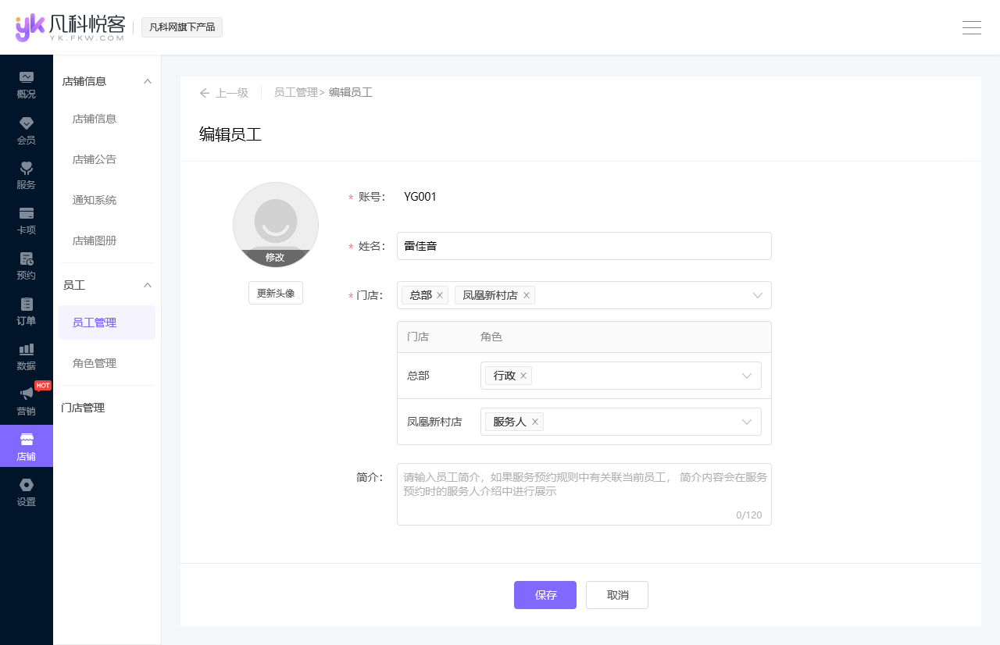 yk 凡科悦客
YK.FKW.COM
凡科网旗下产品
概况
会员
服务
卡项
预约
订单
数据
HOT
营销
店铺
设置
店铺信息
店铺信息
店铺公告
通知系统
店铺图册
员工
员工管理
角色管理
门店管理
上一级
员工管理> 编辑员工
编辑员工
修改
更新头像
* 账号： YG001
* 姓名： 雷佳音
* 门店： 总部 × 凤凰新村店 ×
门店 角色
总部 行政 ×
凤凰新村店 服务人 ×
简介： 请输入员工简介，如果服务预约规则中有关联当前员工， 简介内容会在服务
预约时的服务人介绍中进行展示
0/120
保存 取消